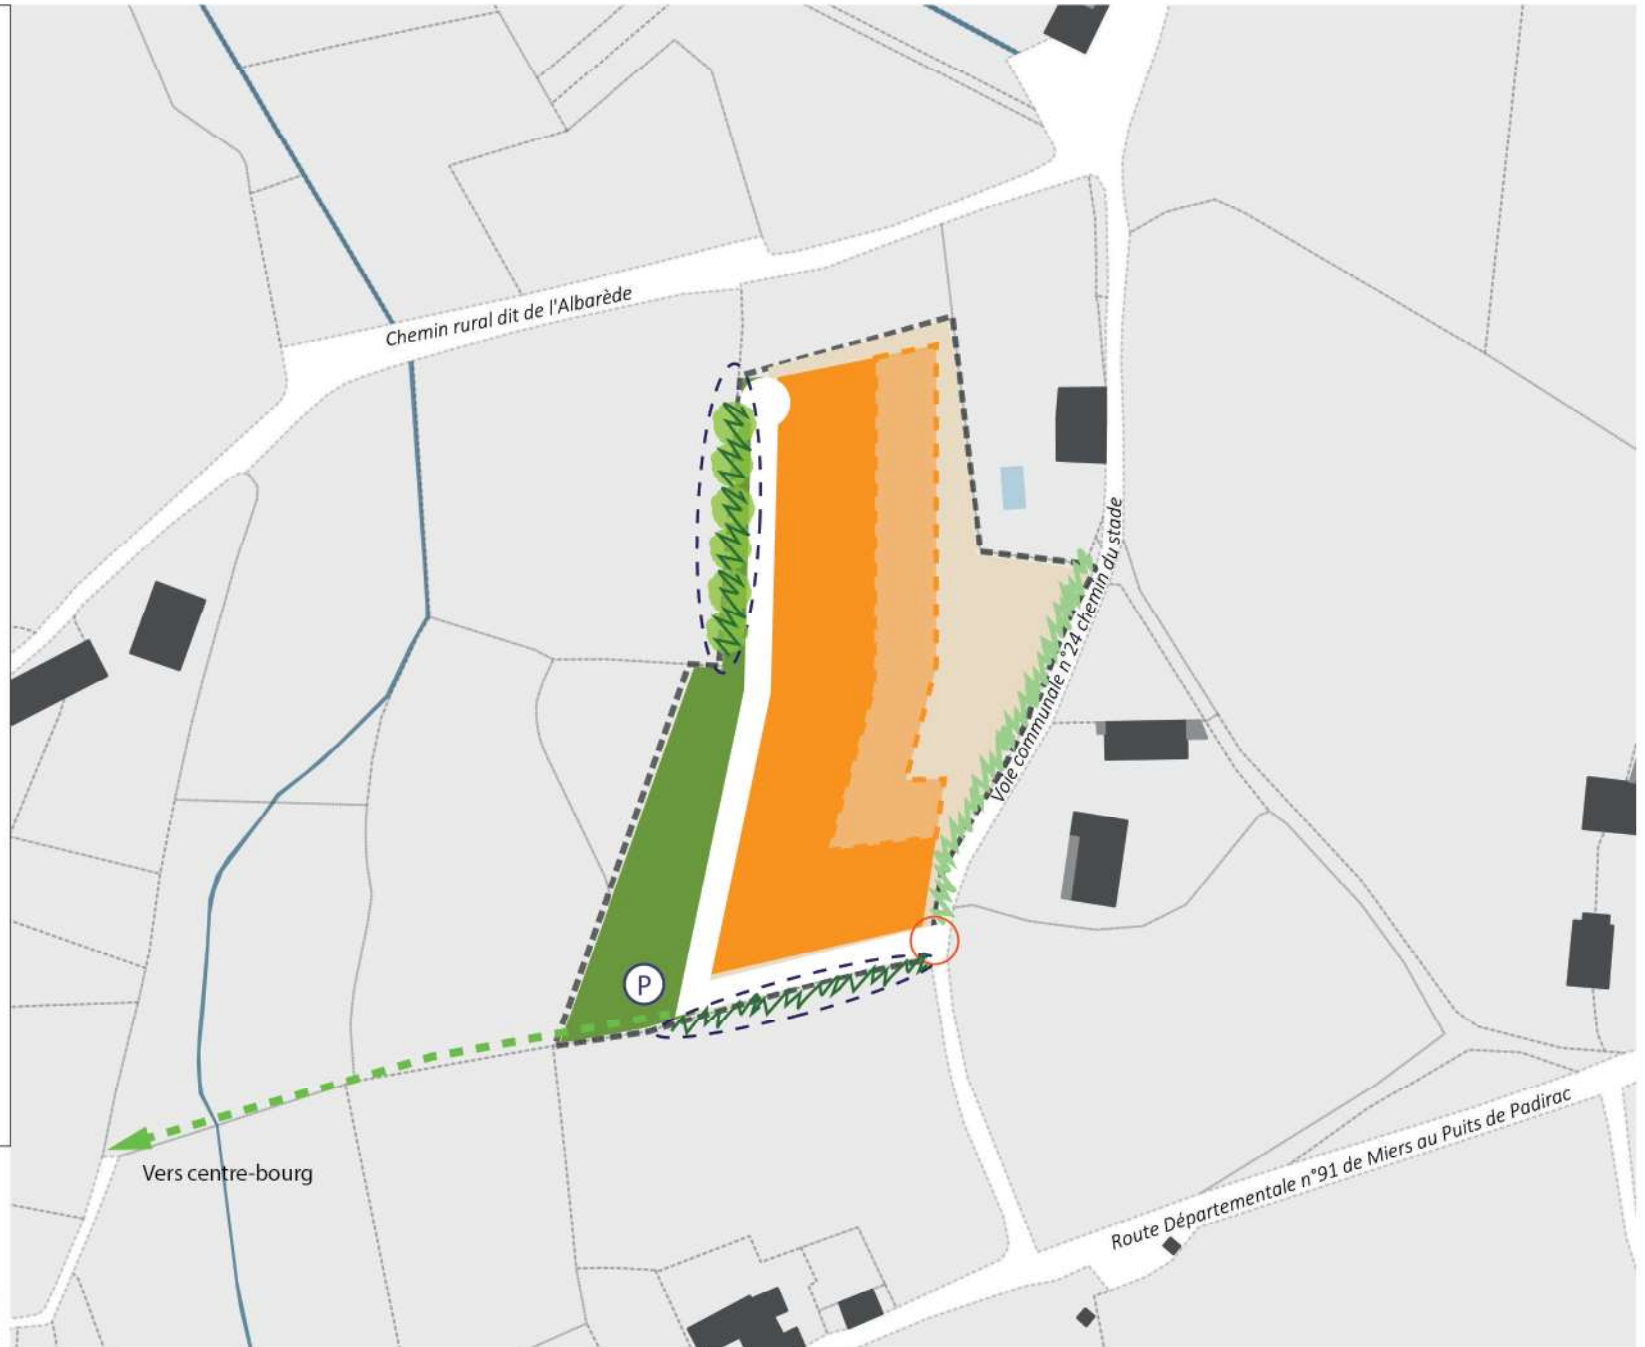 Chemin rural dit de l'Albarède
Voie communale n°24 chemin du stade
P
Vers centre-bourg
Route Départementale n°91 de Miers au Puits de Padirac